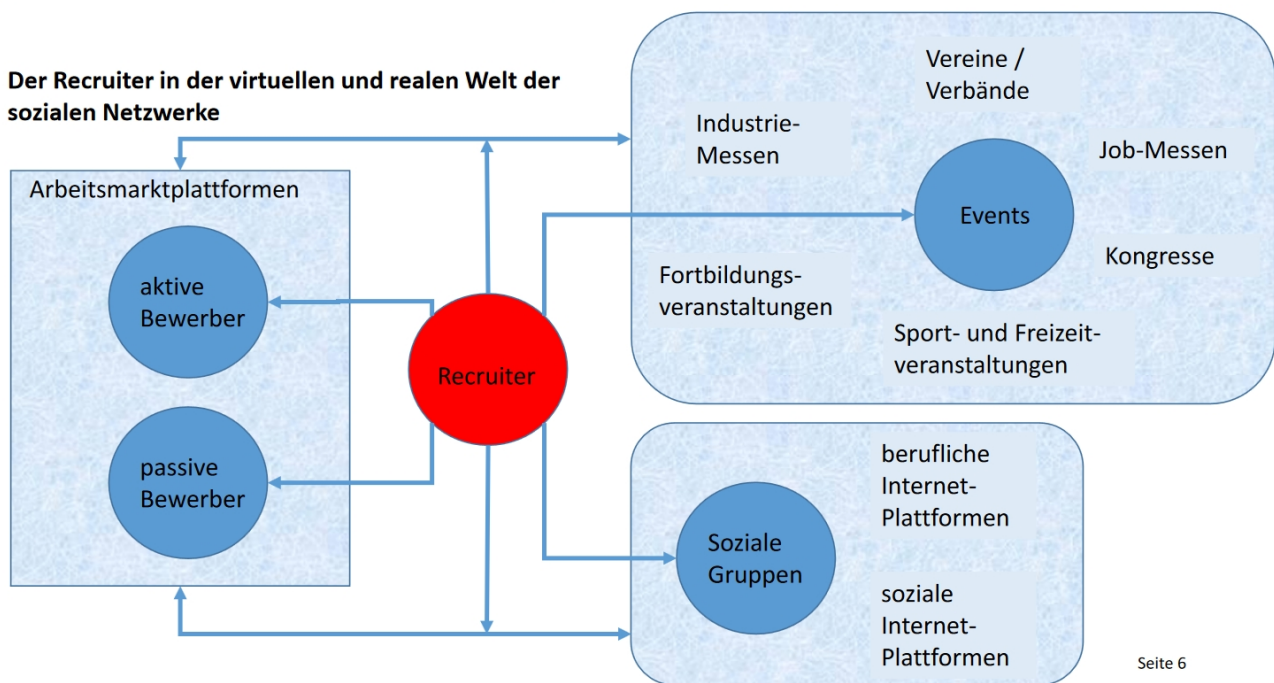 Der Recruiter in der virtuellen und realen Welt der
sozialen Netzwerke
Arbeitsmarktplattformen
aktive
Bewerber
passive
Bewerber
Recruiter
Vereine /
Verbände
Industrie-
Messen
Job-Messen
Events
Kongresse
Fortbildungs-
veranstaltungen
Sport- und Freizeit-
veranstaltungen
Soziale
Gruppen
berufliche
Internet-
Plattformen
soziale
Internet-
Plattformen
Seite 6